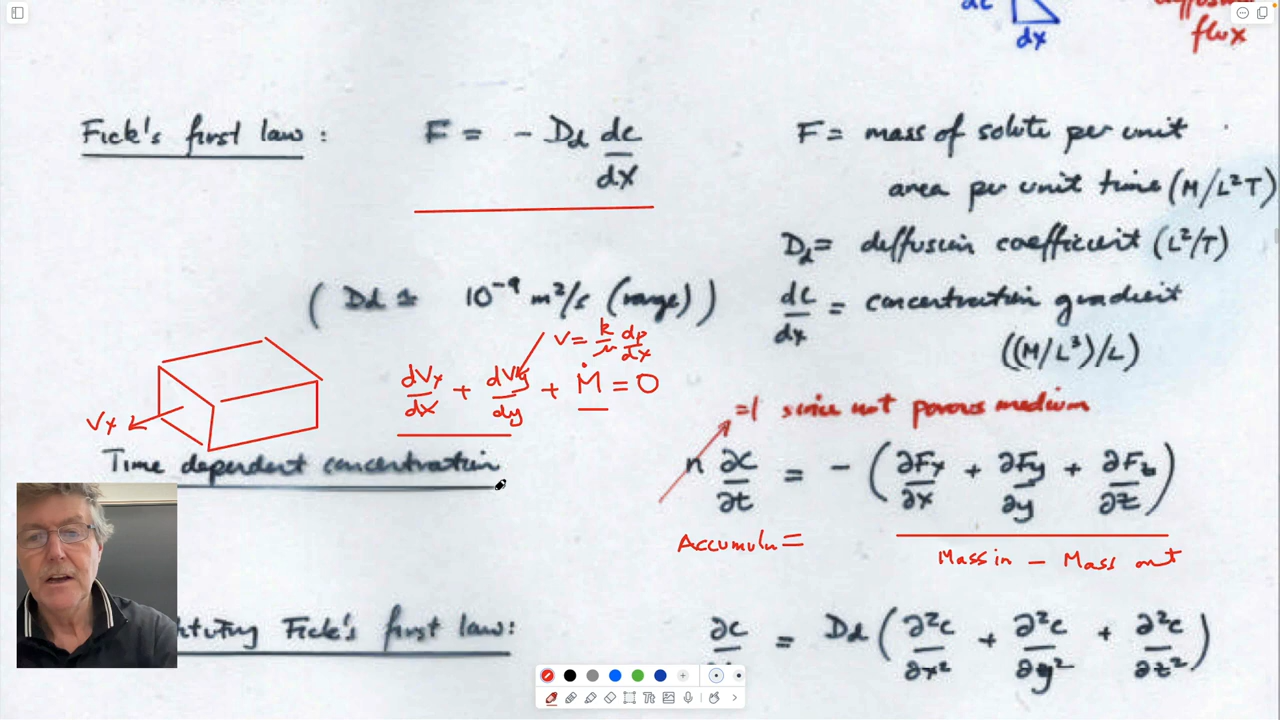 dc
dx
flux
Fick's first law : F = - Dd dc/dx
F = mass of solute per unit
area per unit time (M/L²T)
Dd = diffusion coefficient (L²/T)
( Dd ≃ 10⁻⁹ m²/s (range) )
dc/dx = concentration gradient
((M/L³)/L)
v = k/μ dp/dx
dVx/dx + dVy/dy + Ṁ = 0
Vx
=1 since not porous medium
Time dependent concentration
n ∂c/∂t = - ( ∂Fx/∂x + ∂Fy/∂y + ∂Fz/∂z )
Accumulu =
Mass in - Mass out
Fick's first law:
∂c = Dd ( ∂²c/∂x² + ∂²c/∂y² + ∂²c/∂z² )